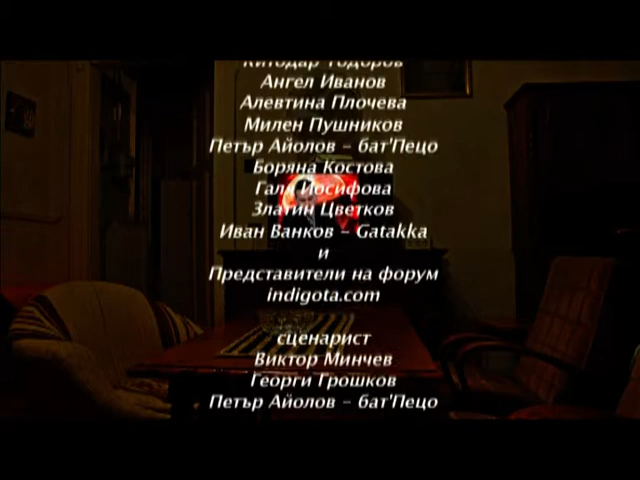 Ангел Иванов
Алевтина Плочева
Милен Пушников
Петър Айолов - бат'Пецо
Боряна Костова
Галя Йосифова
Златин Цветков
Иван Ванков - Gatakka
и
Представители на форум
indigota.com
сценарист
Виктор Минчев
Георги Грошков
Петър Айолов - бат'Пецо